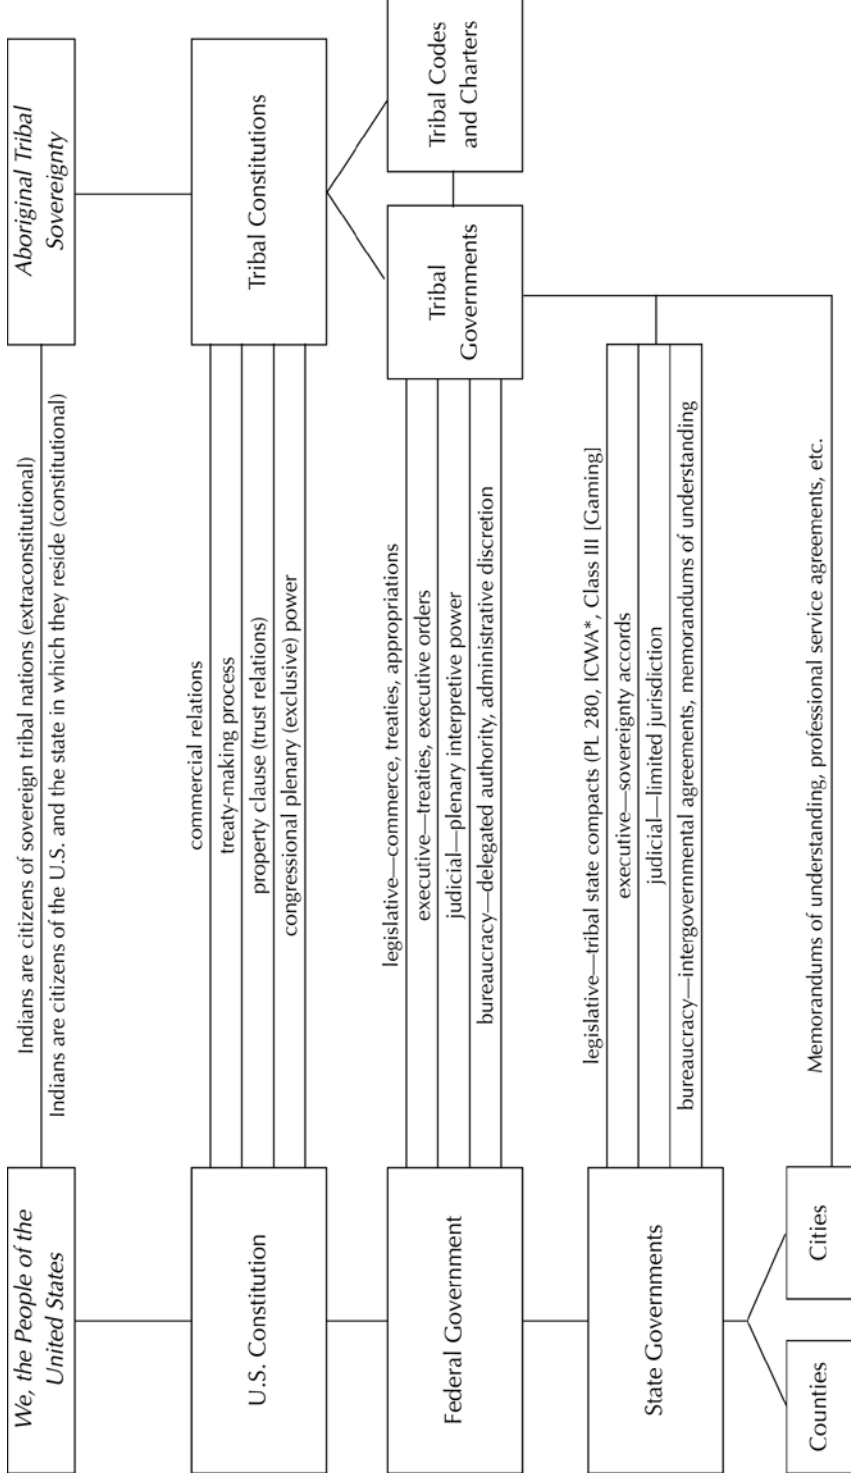 We, the People of the
United States
Indians are citizens of sovereign tribal nations (extraconstitutional)
Indians are citizens of the U.S. and the state in which they reside (constitutional)
Aboriginal Tribal
Sovereignty
U.S. Constitution
commercial relations
treaty-making process
property clause (trust relations)
congressional plenary (exclusive) power
Tribal Constitutions
Federal Government
legislative—commerce, treaties, appropriations
executive—treaties, executive orders
judicial—plenary interpretive power
bureaucracy—delegated authority, administrative discretion
Tribal
Governments
Tribal Codes
and Charters
State Governments
legislative—tribal state compacts (PL 280, ICWA*, Class III [Gaming]
executive—sovereignty accords
judicial—limited jurisdiction
bureaucracy—intergovernmental agreements, memorandums of understanding
Counties
Cities
Memorandums of understanding, professional service agreements, etc.